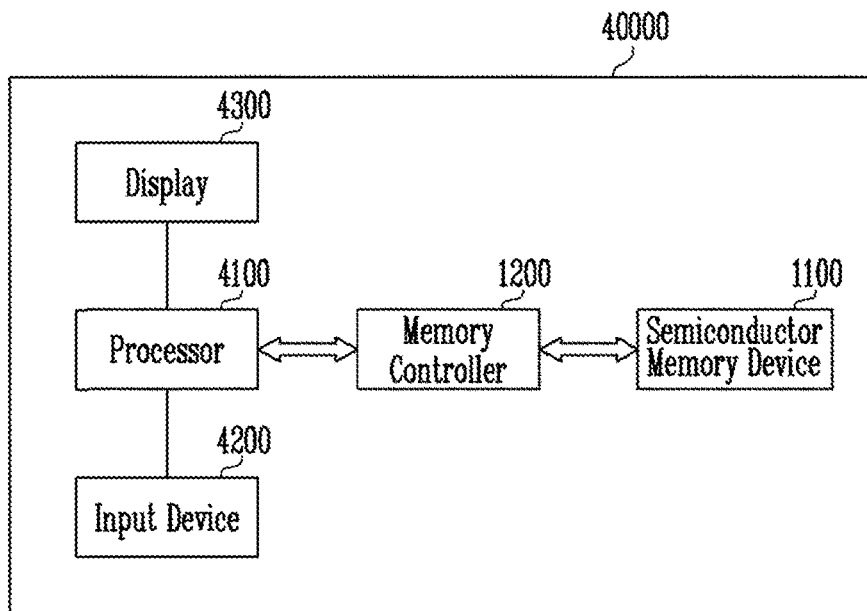 40000
4300
Display
4100
Processor
1200
Memory
Controller
1100
Semiconductor
Memory Device
4200
Input Device